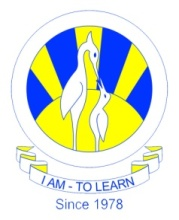 I AM - TO LEARN
Since 1978